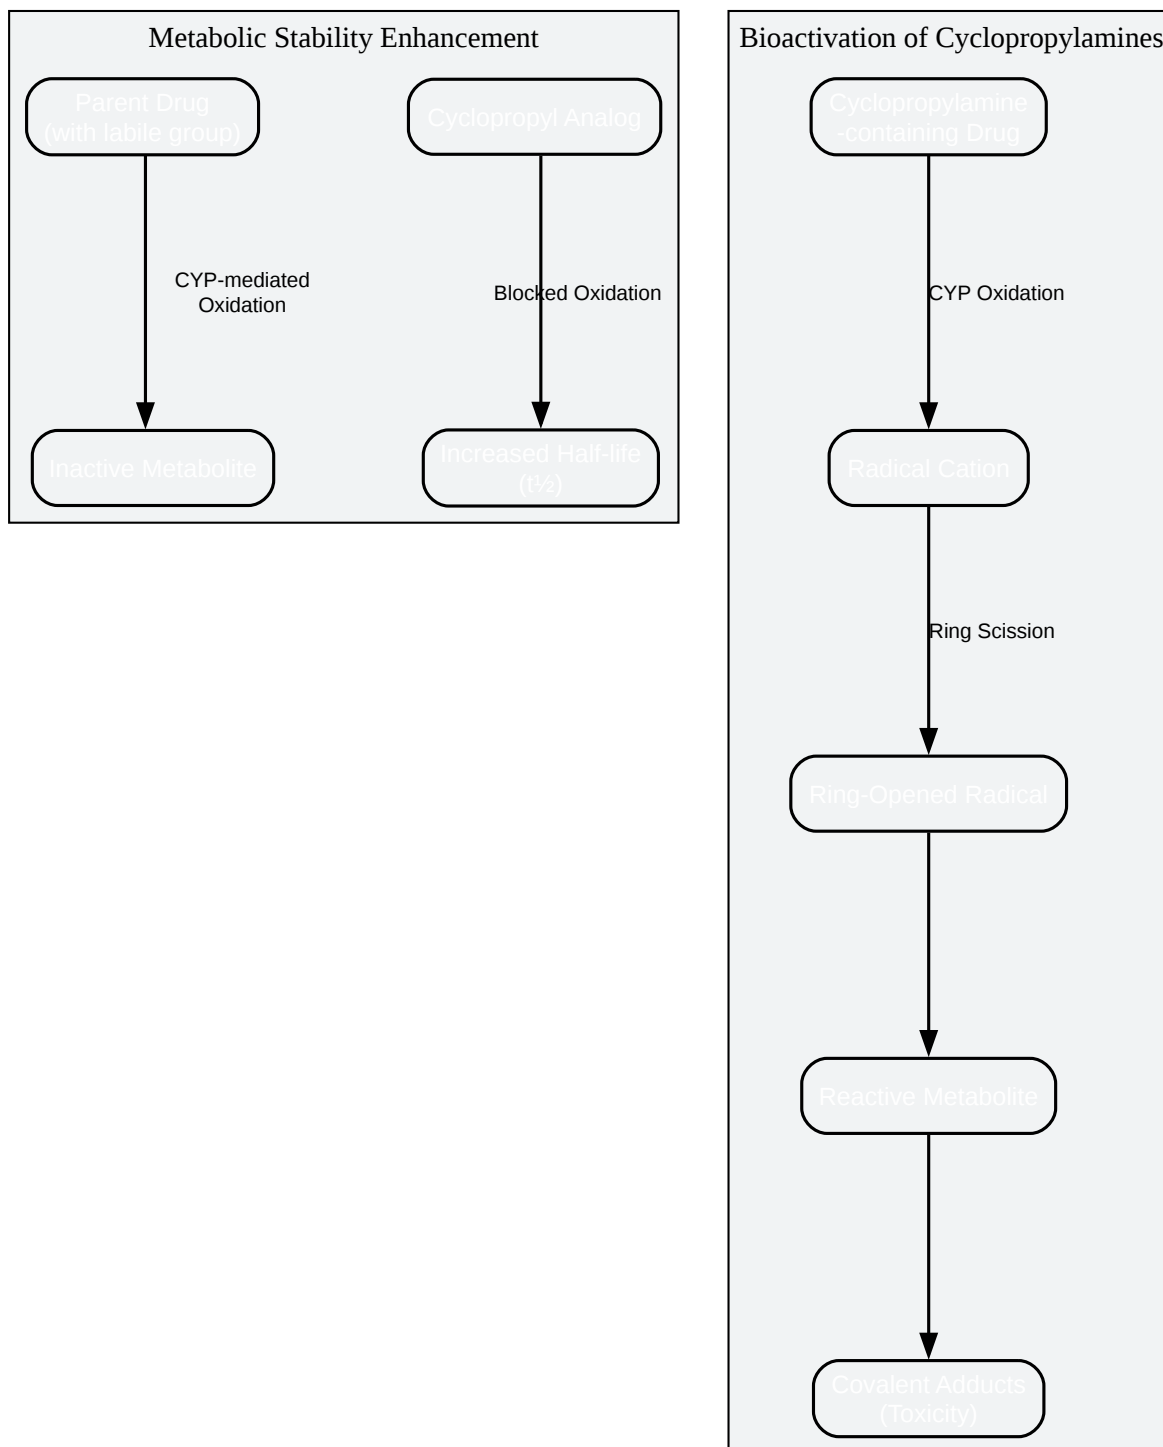 Metabolic Stability Enhancement
Parent Drug
(with labile group)
Cyclopropyl Analog
CYP-mediated
Oxidation
Blocked Oxidation
Inactive Metabolite
Increased Half-life
(t½)
Bioactivation of Cyclopropylamines
Cyclopropylamine
-containing Drug
CYP Oxidation
Radical Cation
Ring Scission
Ring-Opened Radical
Reactive Metabolite
Covalent Adducts
(Toxicity)